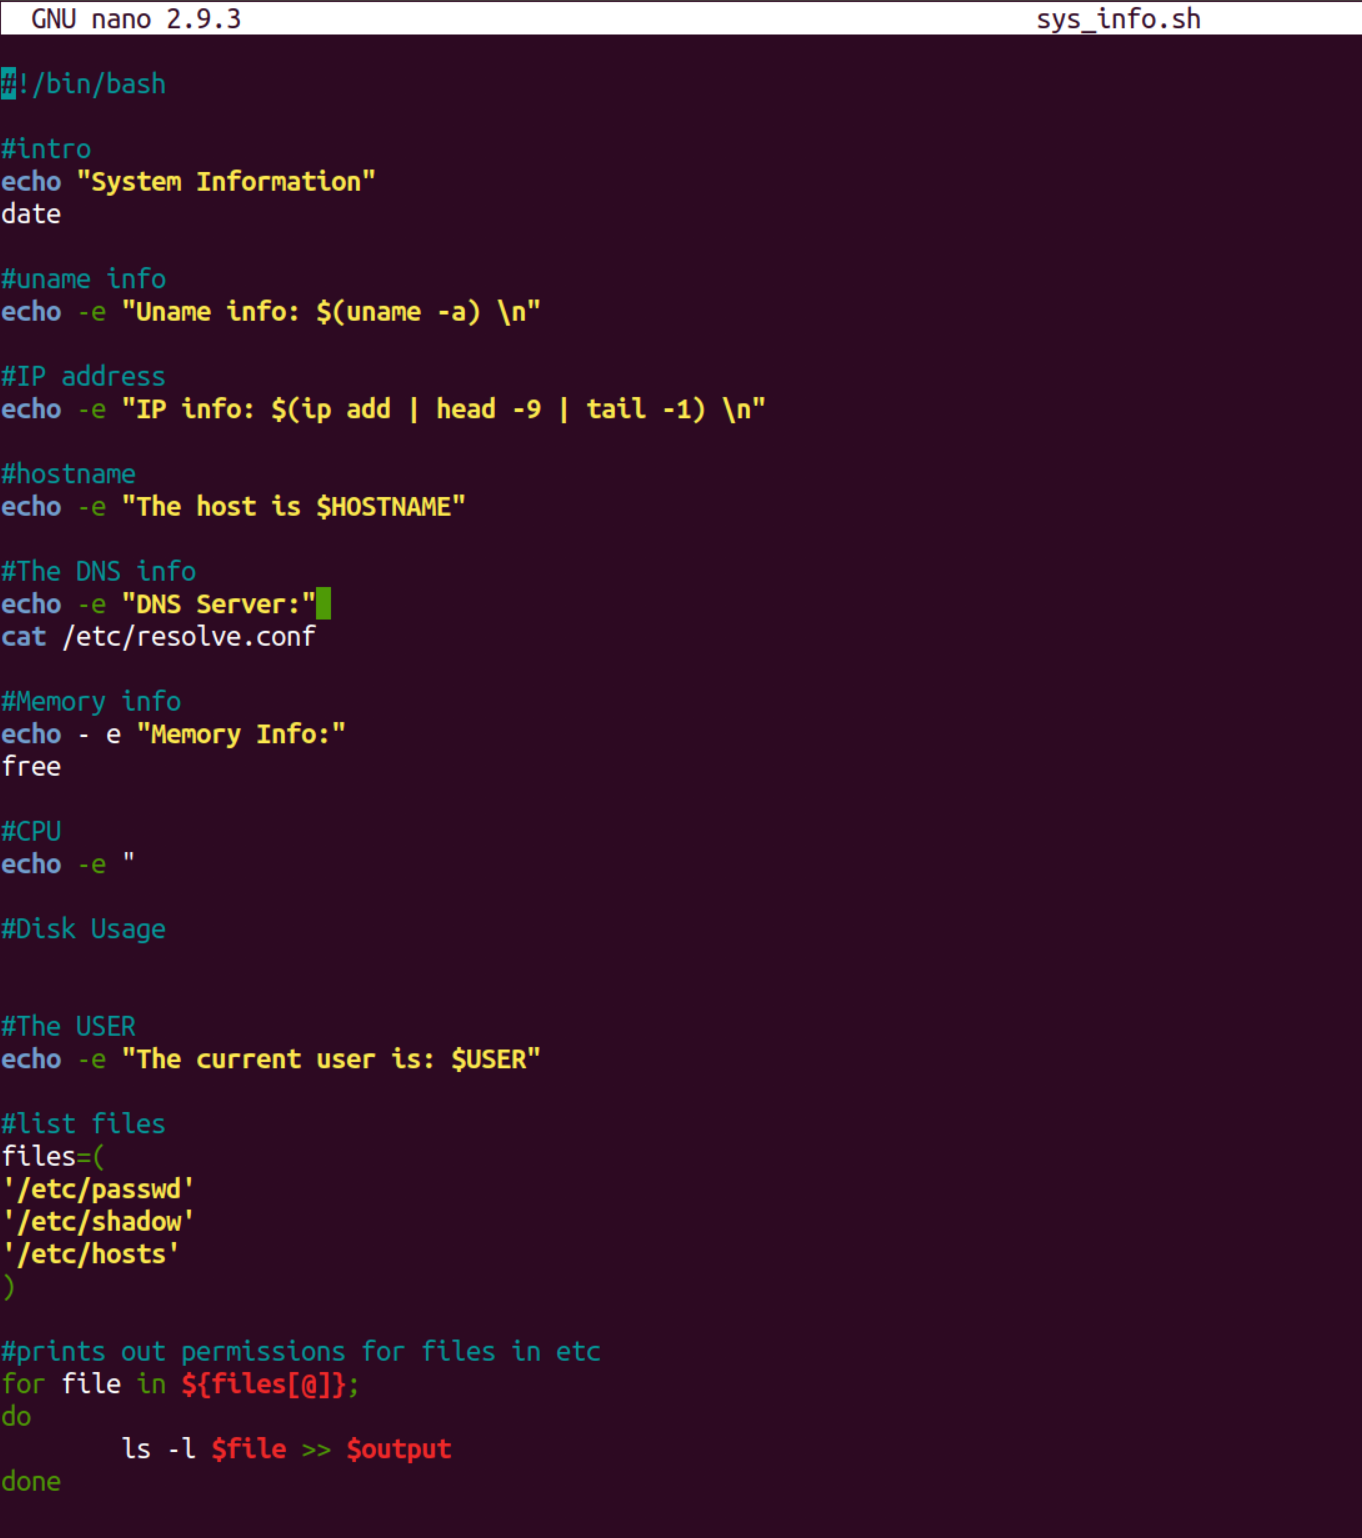 GNU nano 2.9.3 sys_info.sh
#!/bin/bash
#intro
echo "System Information"
date
#uname info
echo -e "Uname info: $(uname -a) \n"
#IP address
echo -e "IP info: $(ip add | head -9 | tail -1) \n"
#hostname
echo -e "The host is $HOSTNAME"
#The DNS info
echo -e "DNS Server:"
cat /etc/resolve.conf
#Memory info
echo - e "Memory Info:"
free
#CPU
echo -e "
#Disk Usage
#The USER
echo -e "The current user is: $USER"
#list files
files=(
'/etc/passwd'
'/etc/shadow'
'/etc/hosts'
)
#prints out permissions for files in etc
for file in ${files[@]};
do
ls -l $file >> $output
done